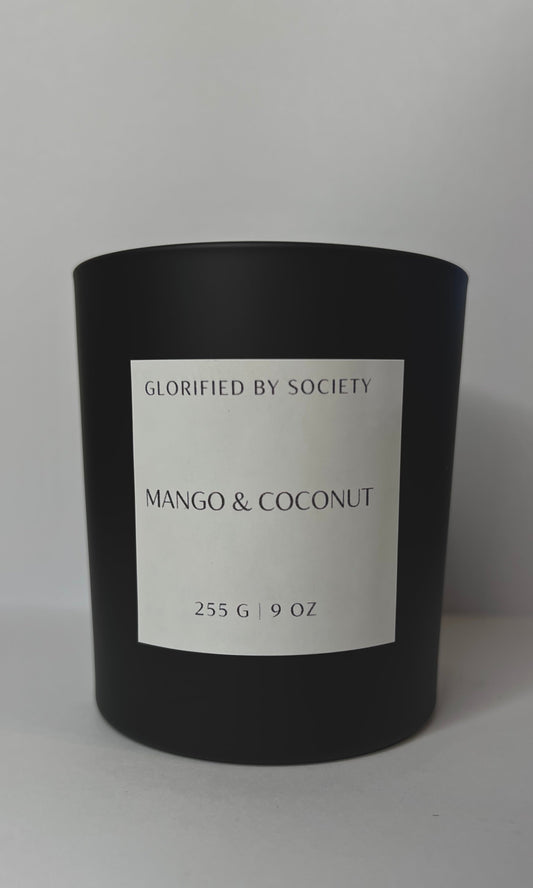 GLORIFIED BY SOCIETY
MANGO & COCONUT
255 G | 9 OZ